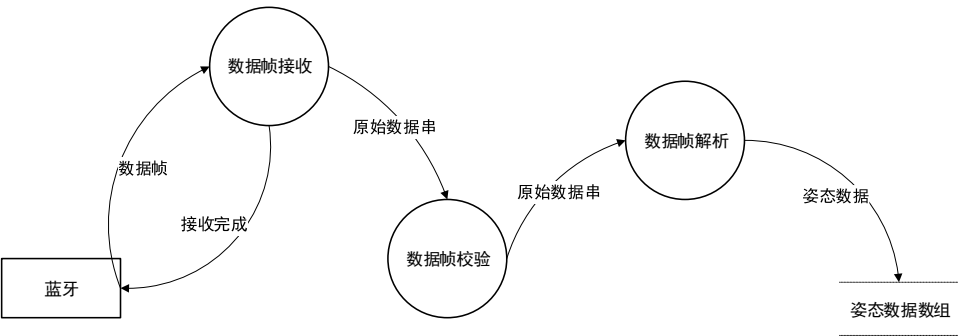 数据帧接收
原始数据串
数据帧解析
数据帧
原始数据串
姿态数据
接收完成
数据帧校验
蓝牙
姿态数据数组